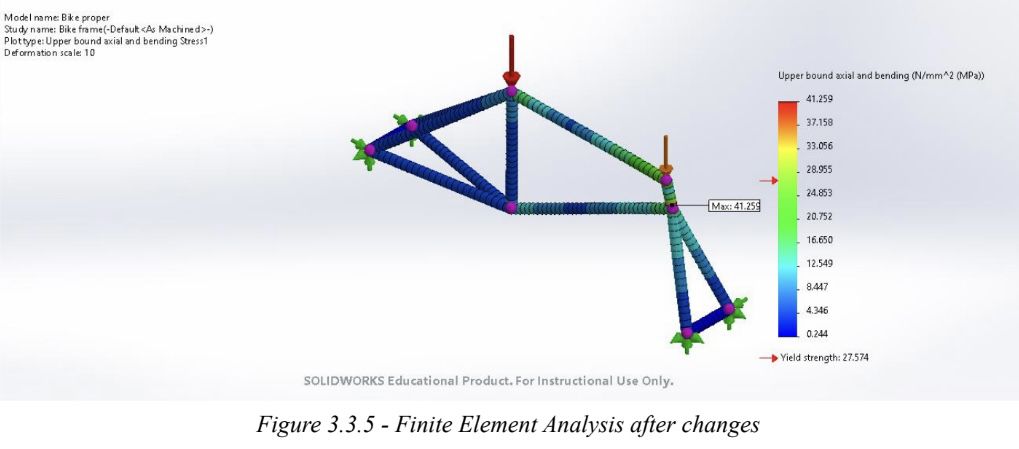 Model name: Bike proper
Study name: Bike frame(-Default<As Machined>-)
Plot type: Upper bound axial and bending Stress1
Deformation scale: 10
Upper bound axial and bending (N/mm^2 (MPa))
41.259
37.158
33.056
28.955
24.853
20.752
16.650
12.549
8.447
4.346
0.244
Max: 41.259
Yield strength: 27.574
SOLIDWORKS Educational Product. For Instructional Use Only.
Figure 3.3.5 - Finite Element Analysis after changes